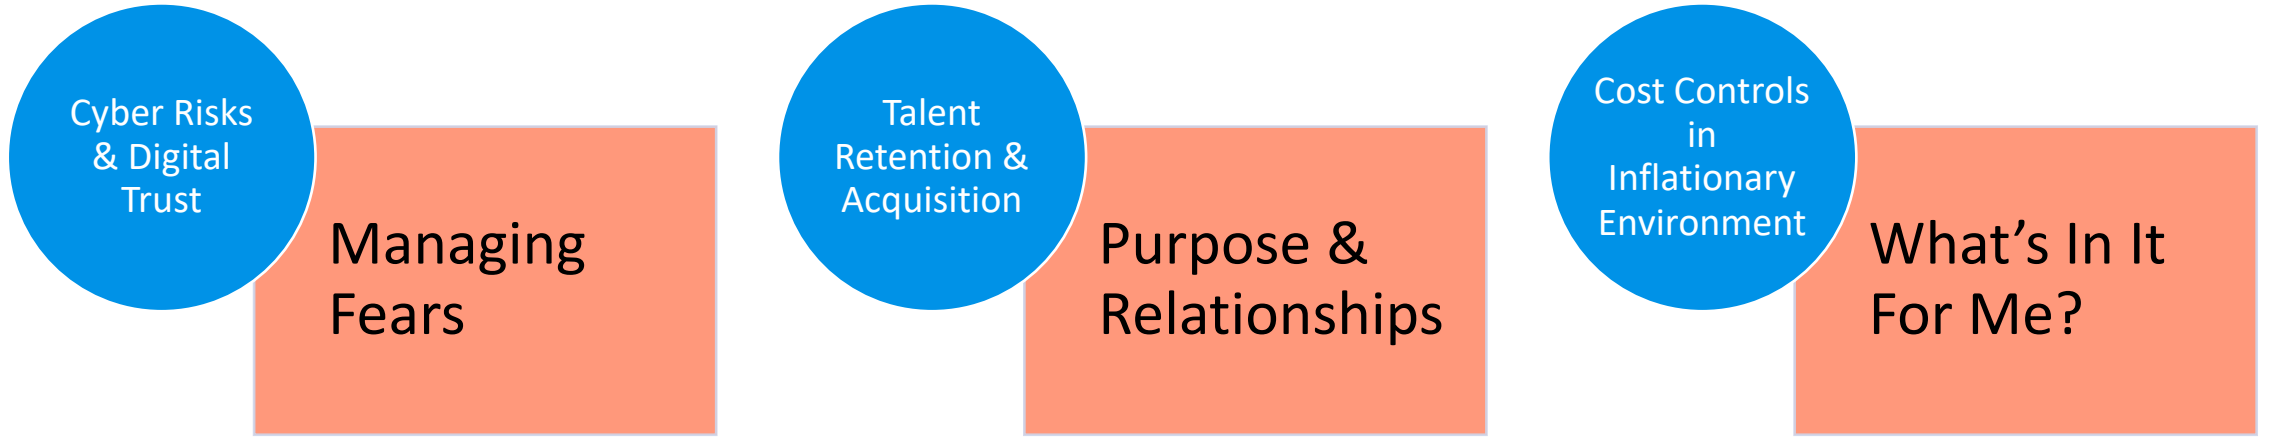 Cyber Risks
& Digital
Trust
Managing
Fears
Talent
Retention &
Acquisition
Purpose &
Relationships
Cost Controls
in
Inflationary
Environment
What’s In It
For Me?